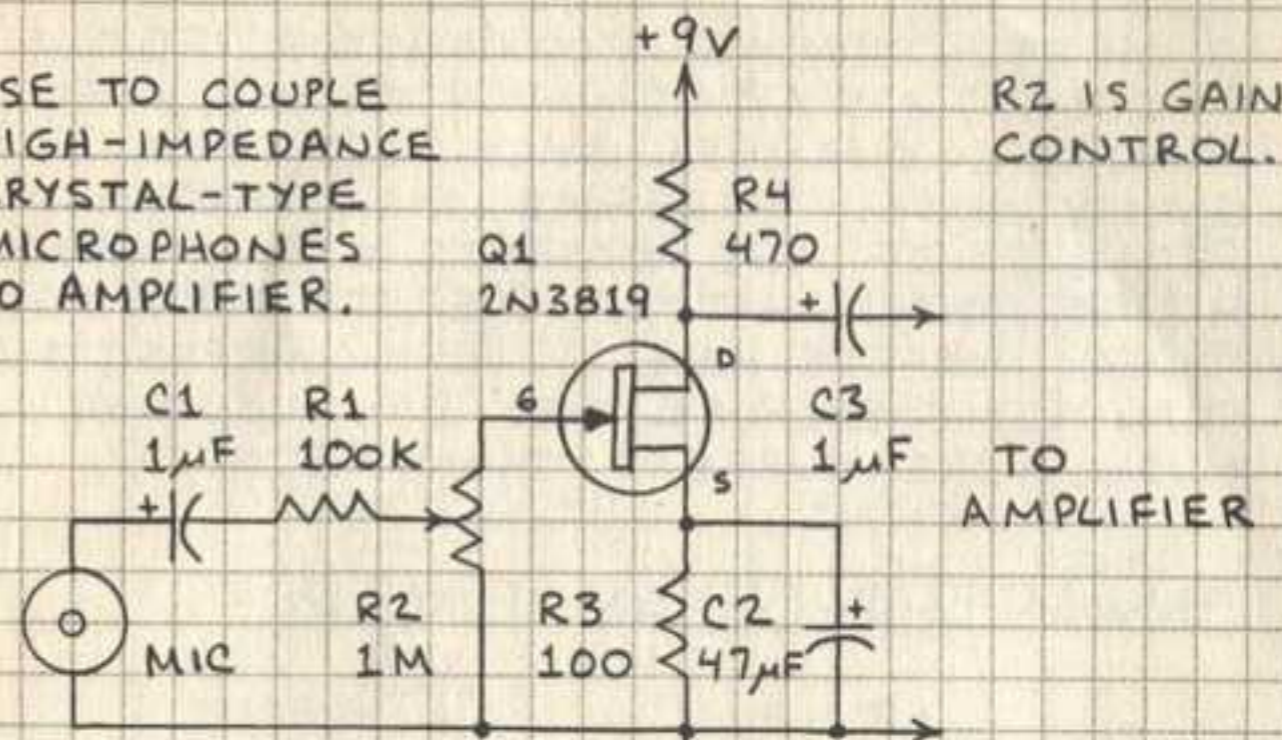 +9V
SE TO COUPLE
IGH-IMPEDANCE
RYSTAL-TYPE
MICROPHONES
O AMPLIFIER.
R2 IS GAIN
CONTROL.
R4
470
Q1
2N3819
+
D
G
S
C1
1µF
R1
100K
C3
1µF
TO
AMPLIFIER
+
R2
1M
R3
100
C2
47µF
+
MIC